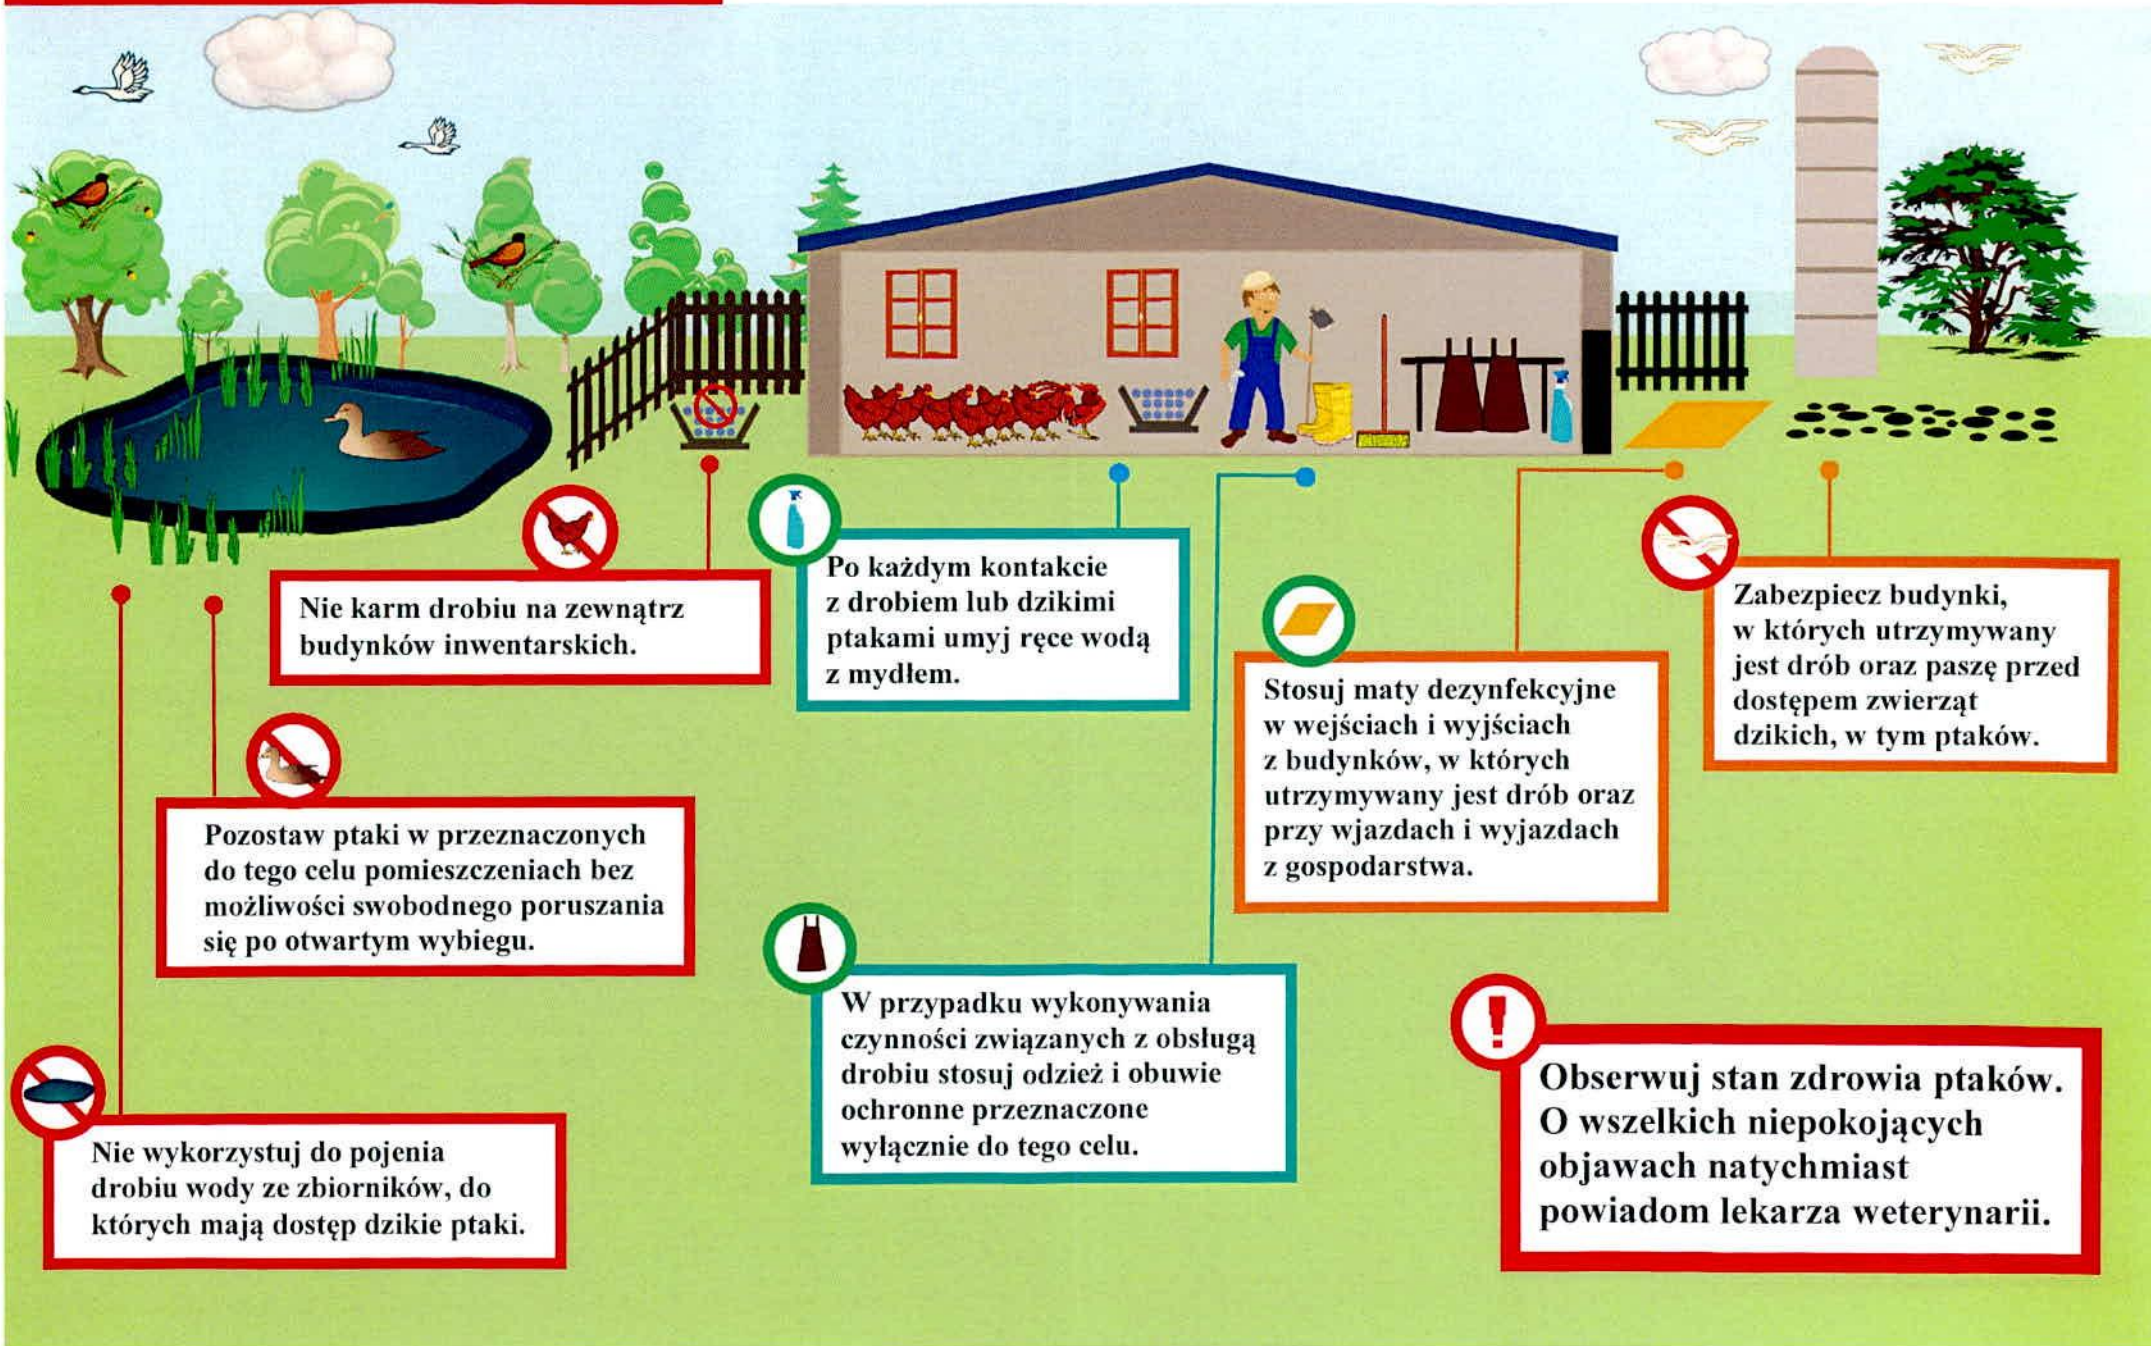 Nie karm drobiu na zewnątrz
budynków inwentarskich.
Po każdym kontakcie
z drobiem lub dzikimi
ptakami umyj ręce wodą
z mydłem.
Zabezpiecz budynki,
w których utrzymywany
jest drób oraz paszę przed
dostępem zwierząt
dzikich, w tym ptaków.
Stosuj maty dezynfekcyjne
w wejściach i wyjściach
z budynków, w których
utrzymywany jest drób oraz
przy wjazdach i wyjazdach
z gospodarstwa.
Pozostaw ptaki w przeznaczonych
do tego celu pomieszczeniach bez
możliwości swobodnego poruszania
się po otwartym wybiegu.
W przypadku wykonywania
czynności związanych z obsługą
drobiu stosuj odzież i obuwie
ochronne przeznaczone
wyłącznie do tego celu.
Nie wykorzystuj do pojenia
drobiu wody ze zbiorników, do
których mają dostęp dzikie ptaki.
!
Obserwuj stan zdrowia ptaków.
O wszelkich niepokojących
objawach natychmiast
powiadom lekarza weterynarii.